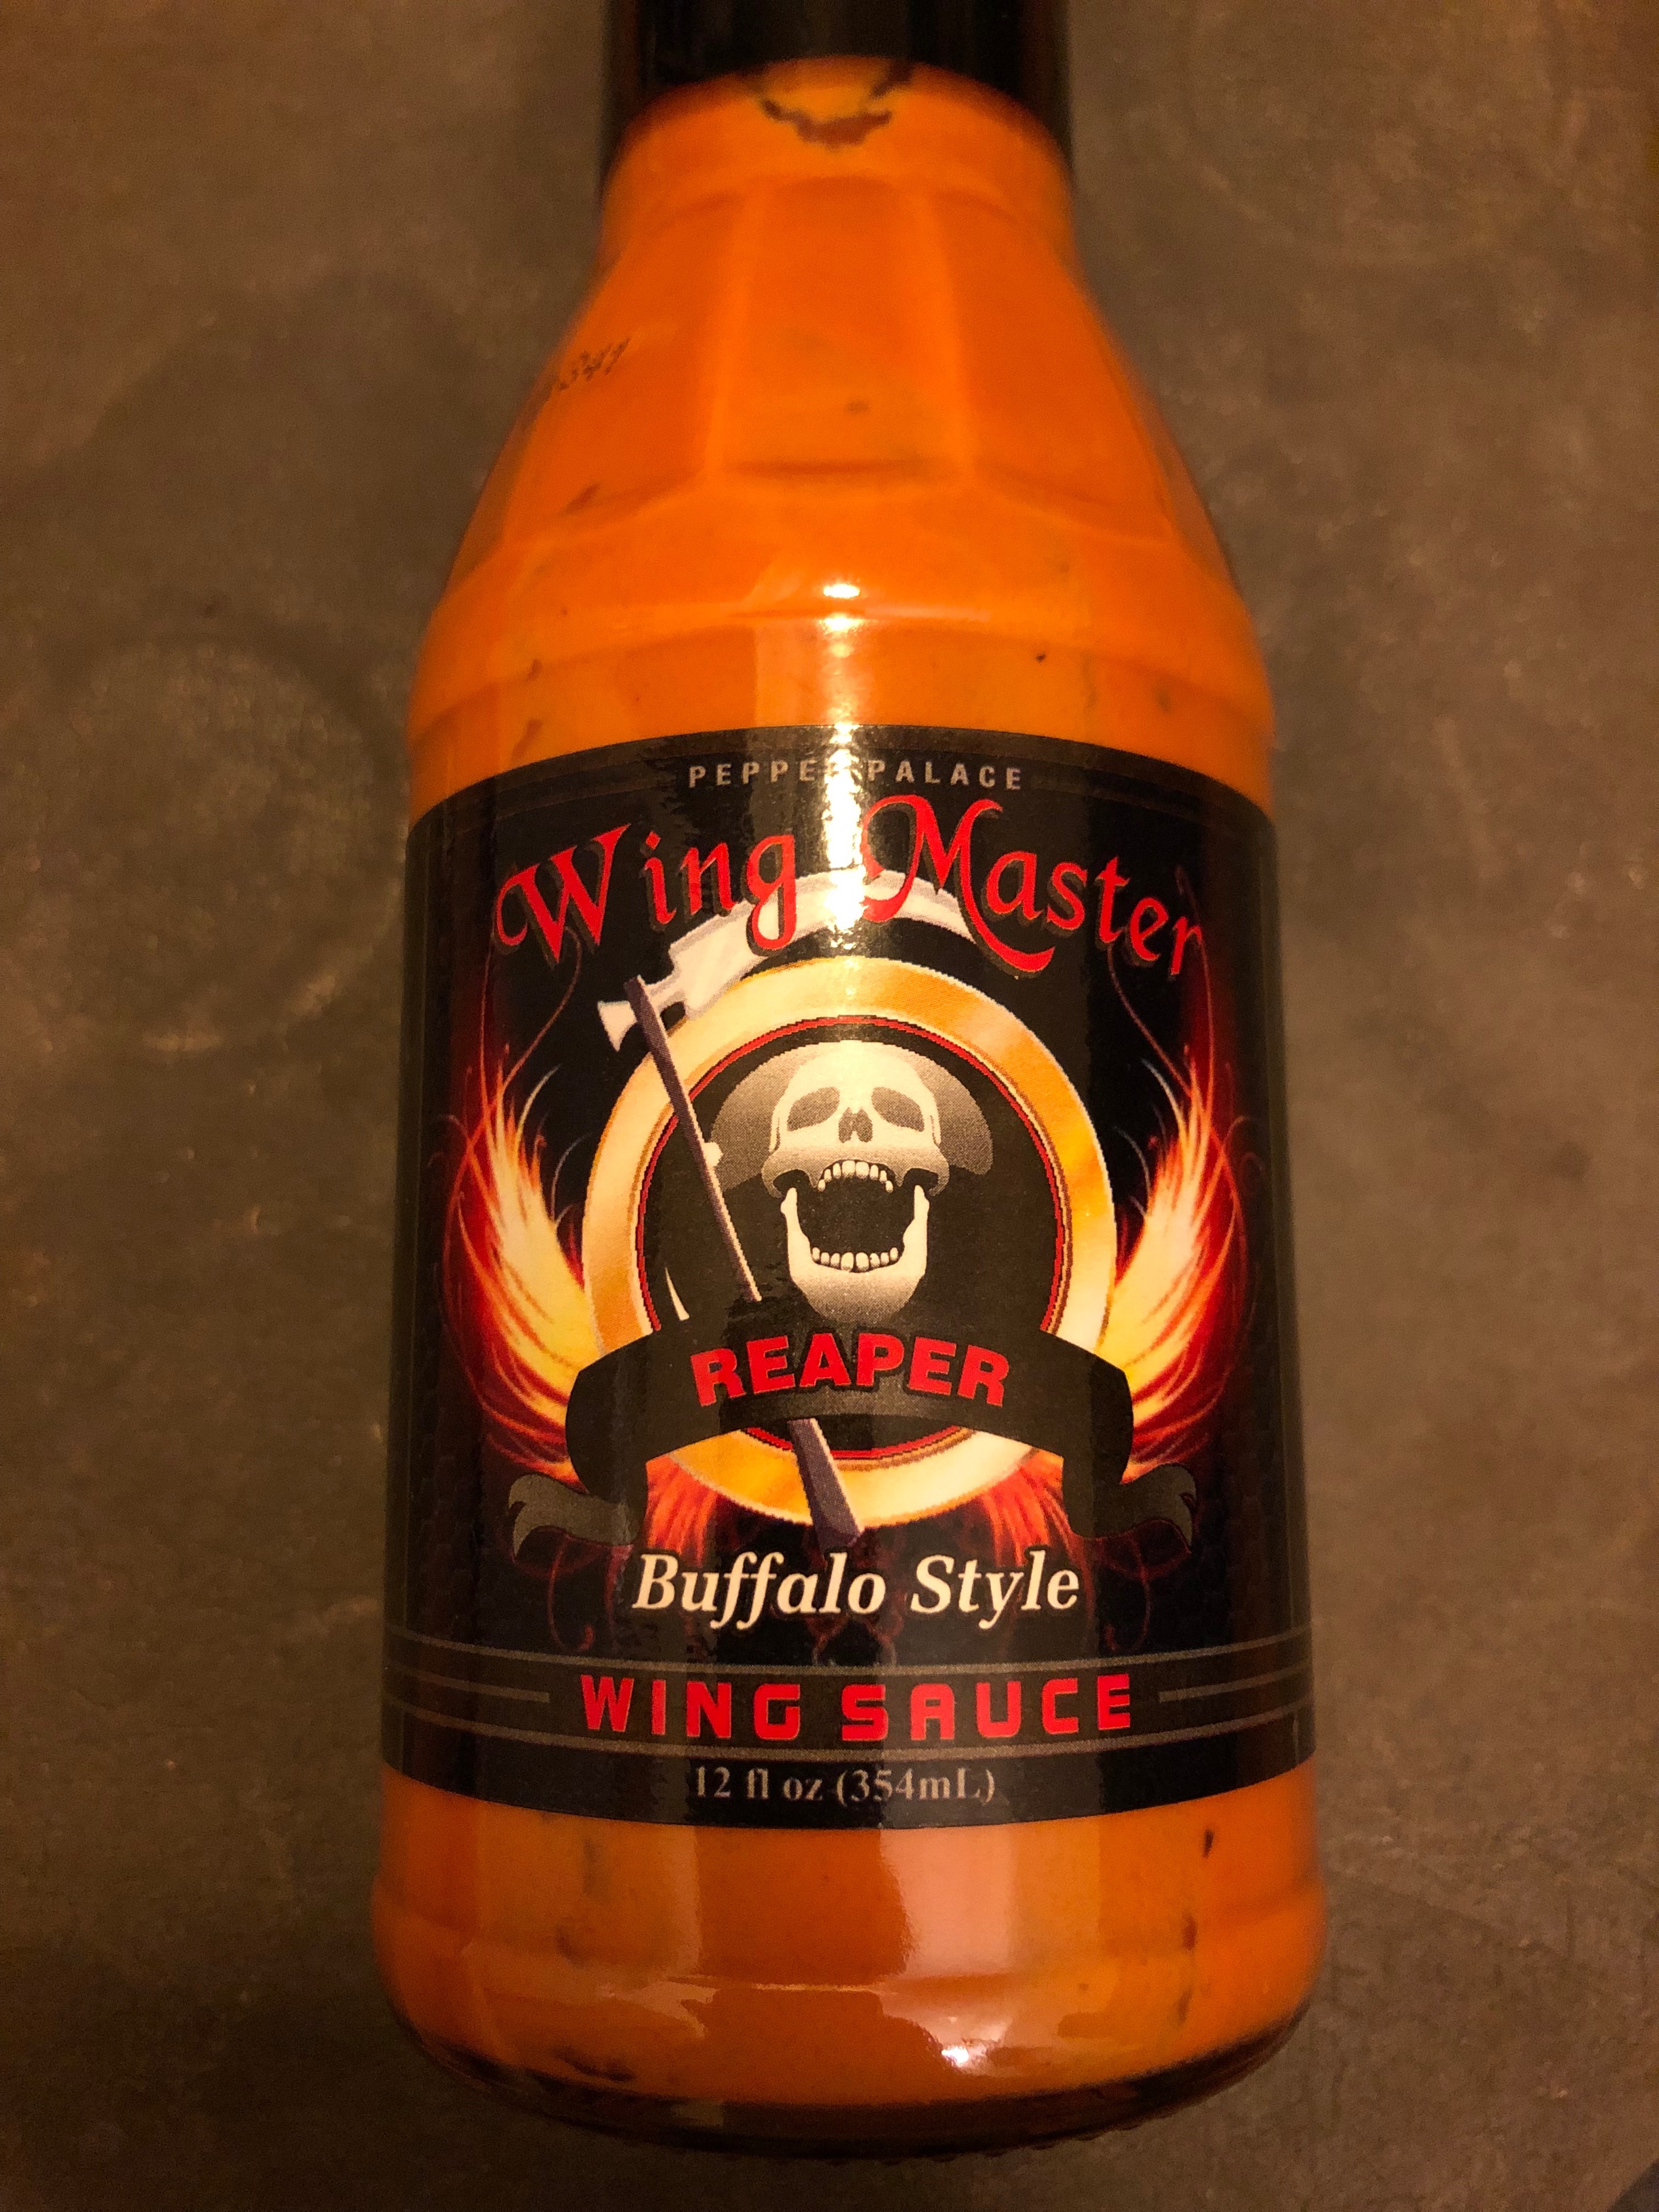 PEPPER PALACE
Wing Master
REAPER
Buffalo Style
WING SAUCE
12 fl oz (354mL)